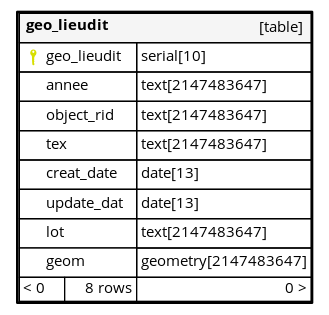 geo_lieudit [table]
geo_lieudit serial[10]
annee text[2147483647]
object_rid text[2147483647]
tex text[2147483647]
creat_date date[13]
update_dat date[13]
lot text[2147483647]
geom geometry[2147483647]
< 0 8 rows 0 >